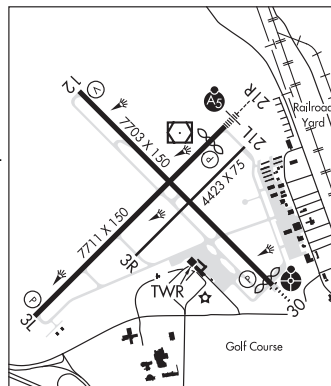 12
V
A5
21R
Railroad
Yard
P
21L
7703 X 150
4423 X 75
7711 X 150
3R
P
P
TWR
3L
30
Golf Course